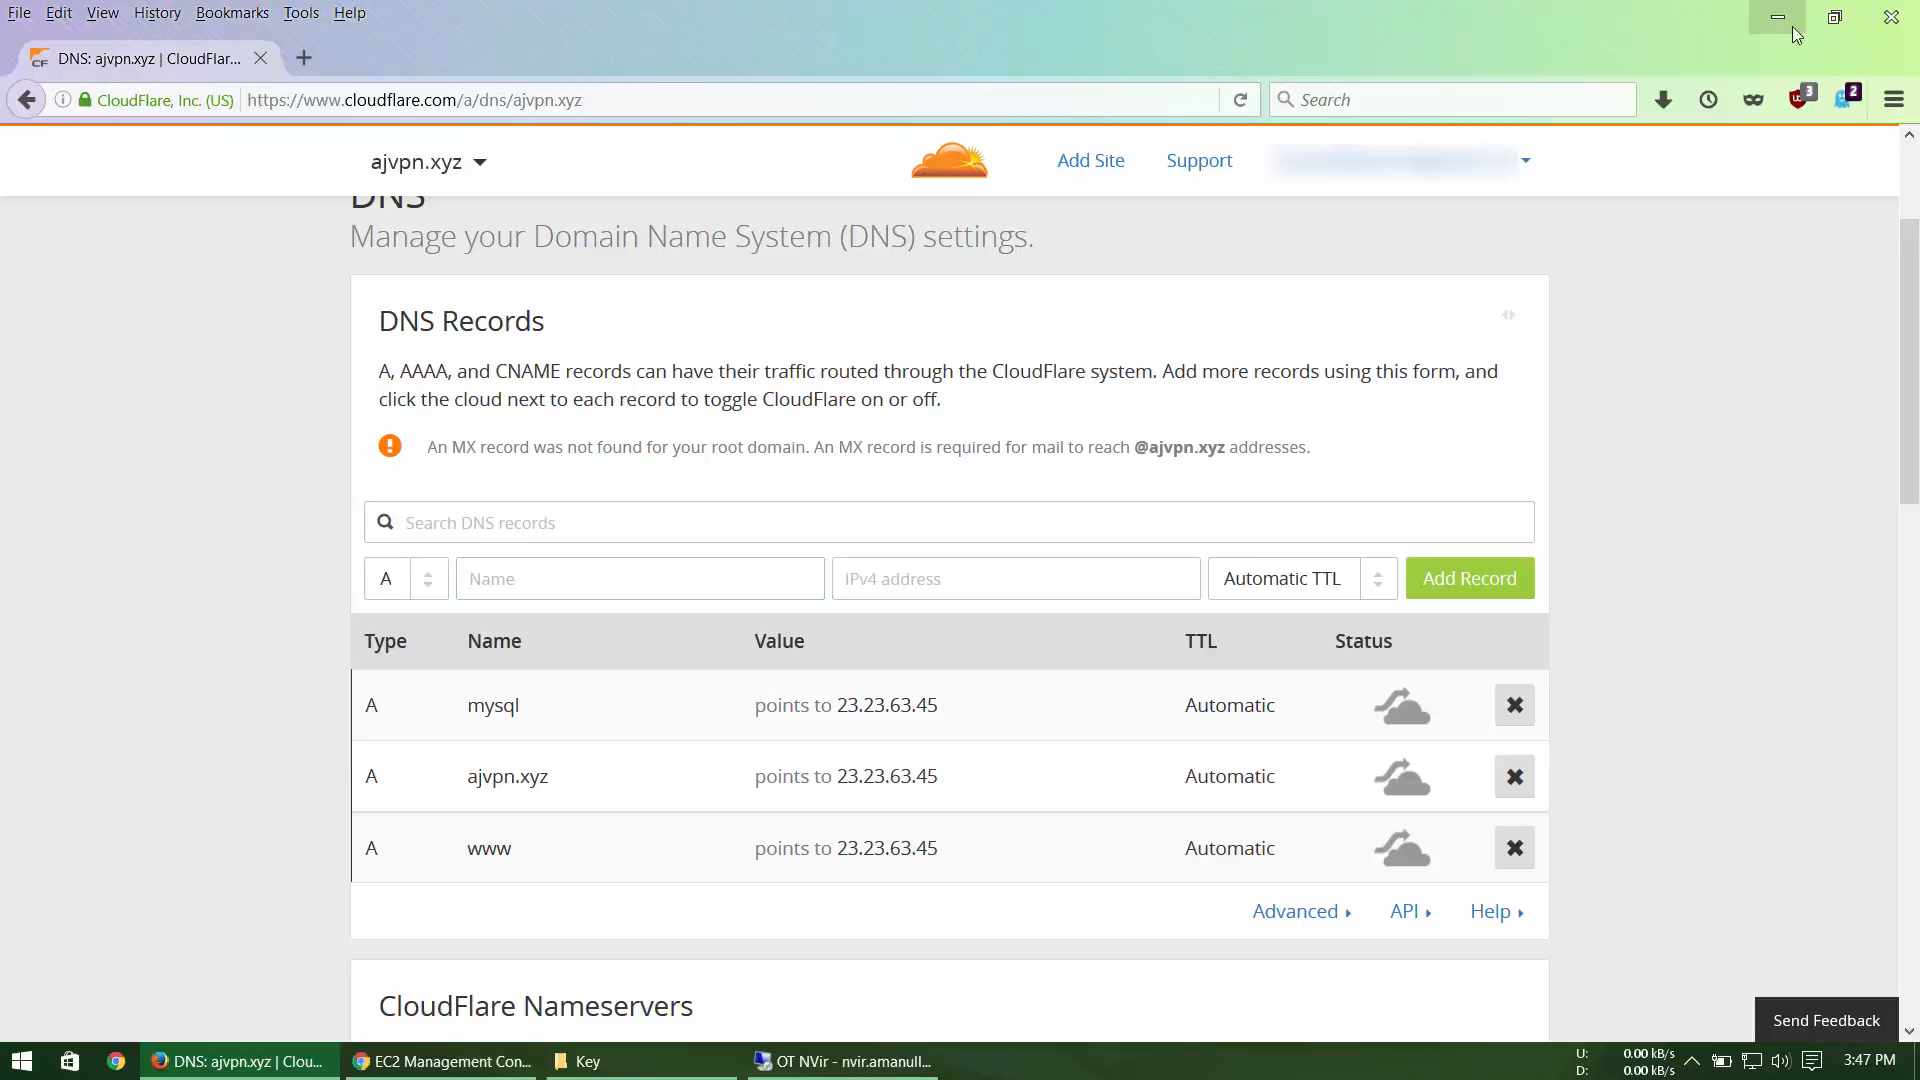 File Edit View History Bookmarks Tools Help
DNS: ajvpn.xyz | CloudFlar...
CloudFlare, Inc. (US) https://www.cloudflare.com/a/dns/ajvpn.xyz Search 3 2
ajvpn.xyz Add Site Support
DNS
Manage your Domain Name System (DNS) settings.
DNS Records
A, AAAA, and CNAME records can have their traffic routed through the CloudFlare system. Add more records using this form, and
click the cloud next to each record to toggle CloudFlare on or off.
An MX record was not found for your root domain. An MX record is required for mail to reach @ajvpn.xyz addresses.
Search DNS records
A Name IPv4 address Automatic TTL Add Record
Type Name Value TTL Status
A mysql points to 23.23.63.45 Automatic
A ajvpn.xyz points to 23.23.63.45 Automatic
A www points to 23.23.63.45 Automatic
Advanced API Help
CloudFlare Nameservers
Send Feedback
DNS: ajvpn.xyz | Clou... EC2 Management Con... Key OT NVir - nvir.amanull... U: 0.00 kB/s 3:47 PM
D: 0.00 kB/s